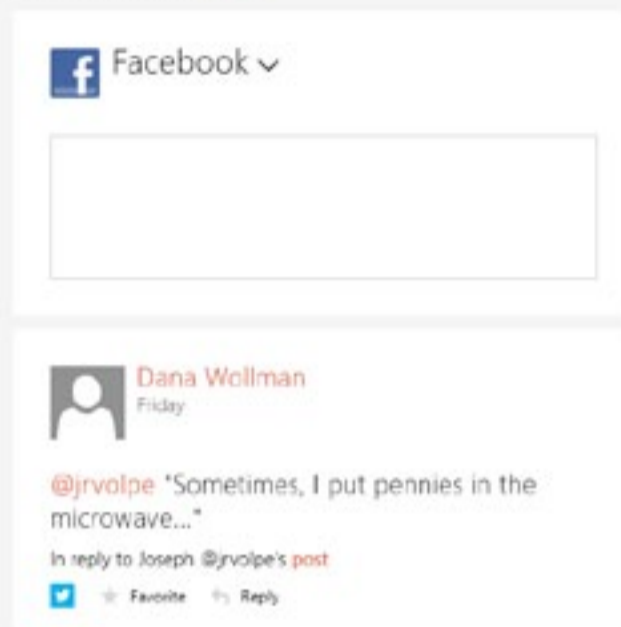 Facebook
Dana Wollman
Friday
@jrvolpe "Sometimes, I put pennies in the
microwave..."
In reply to Joseph @jrvolpe's post
Favorite Reply